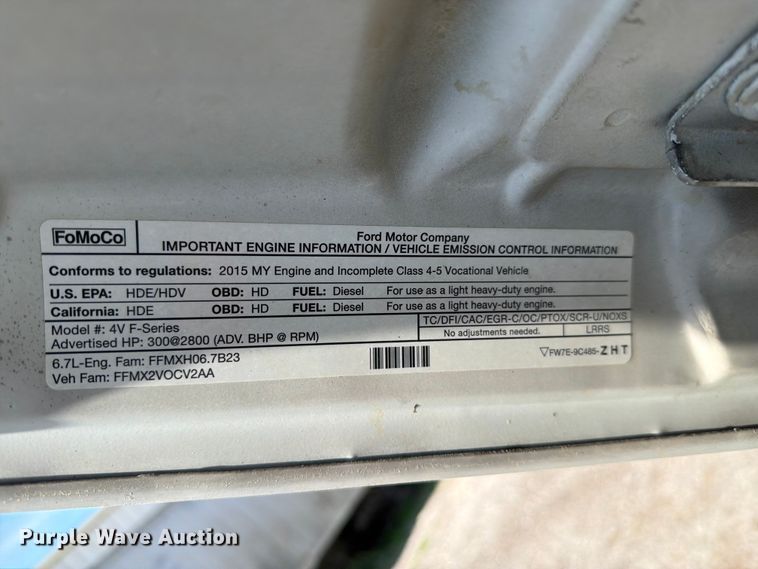 FoMoCo
Ford Motor Company
IMPORTANT ENGINE INFORMATION / VEHICLE EMISSION CONTROL INFORMATION
Conforms to regulations: 2015 MY Engine and Incomplete Class 4-5 Vocational Vehicle
U.S. EPA: HDE/HDV OBD: HD FUEL: Diesel For use as a light heavy-duty engine.
California: HDE OBD: HD FUEL: Diesel For use as a light heavy-duty engine.
Model #: 4V F-Series
Advertised HP: 300@2800 (ADV. BHP @ RPM)
TC/DFI/CAC/EGR-C/OC/PTOX/SCR-U/NOXS
No adjustments needed. LRRS
6.7L-Eng. Fam: FFMXH06.7B23
Veh Fam: FFMX2VOCV2AA
FW7E-9C485-ZHT
Purple Wave Auction